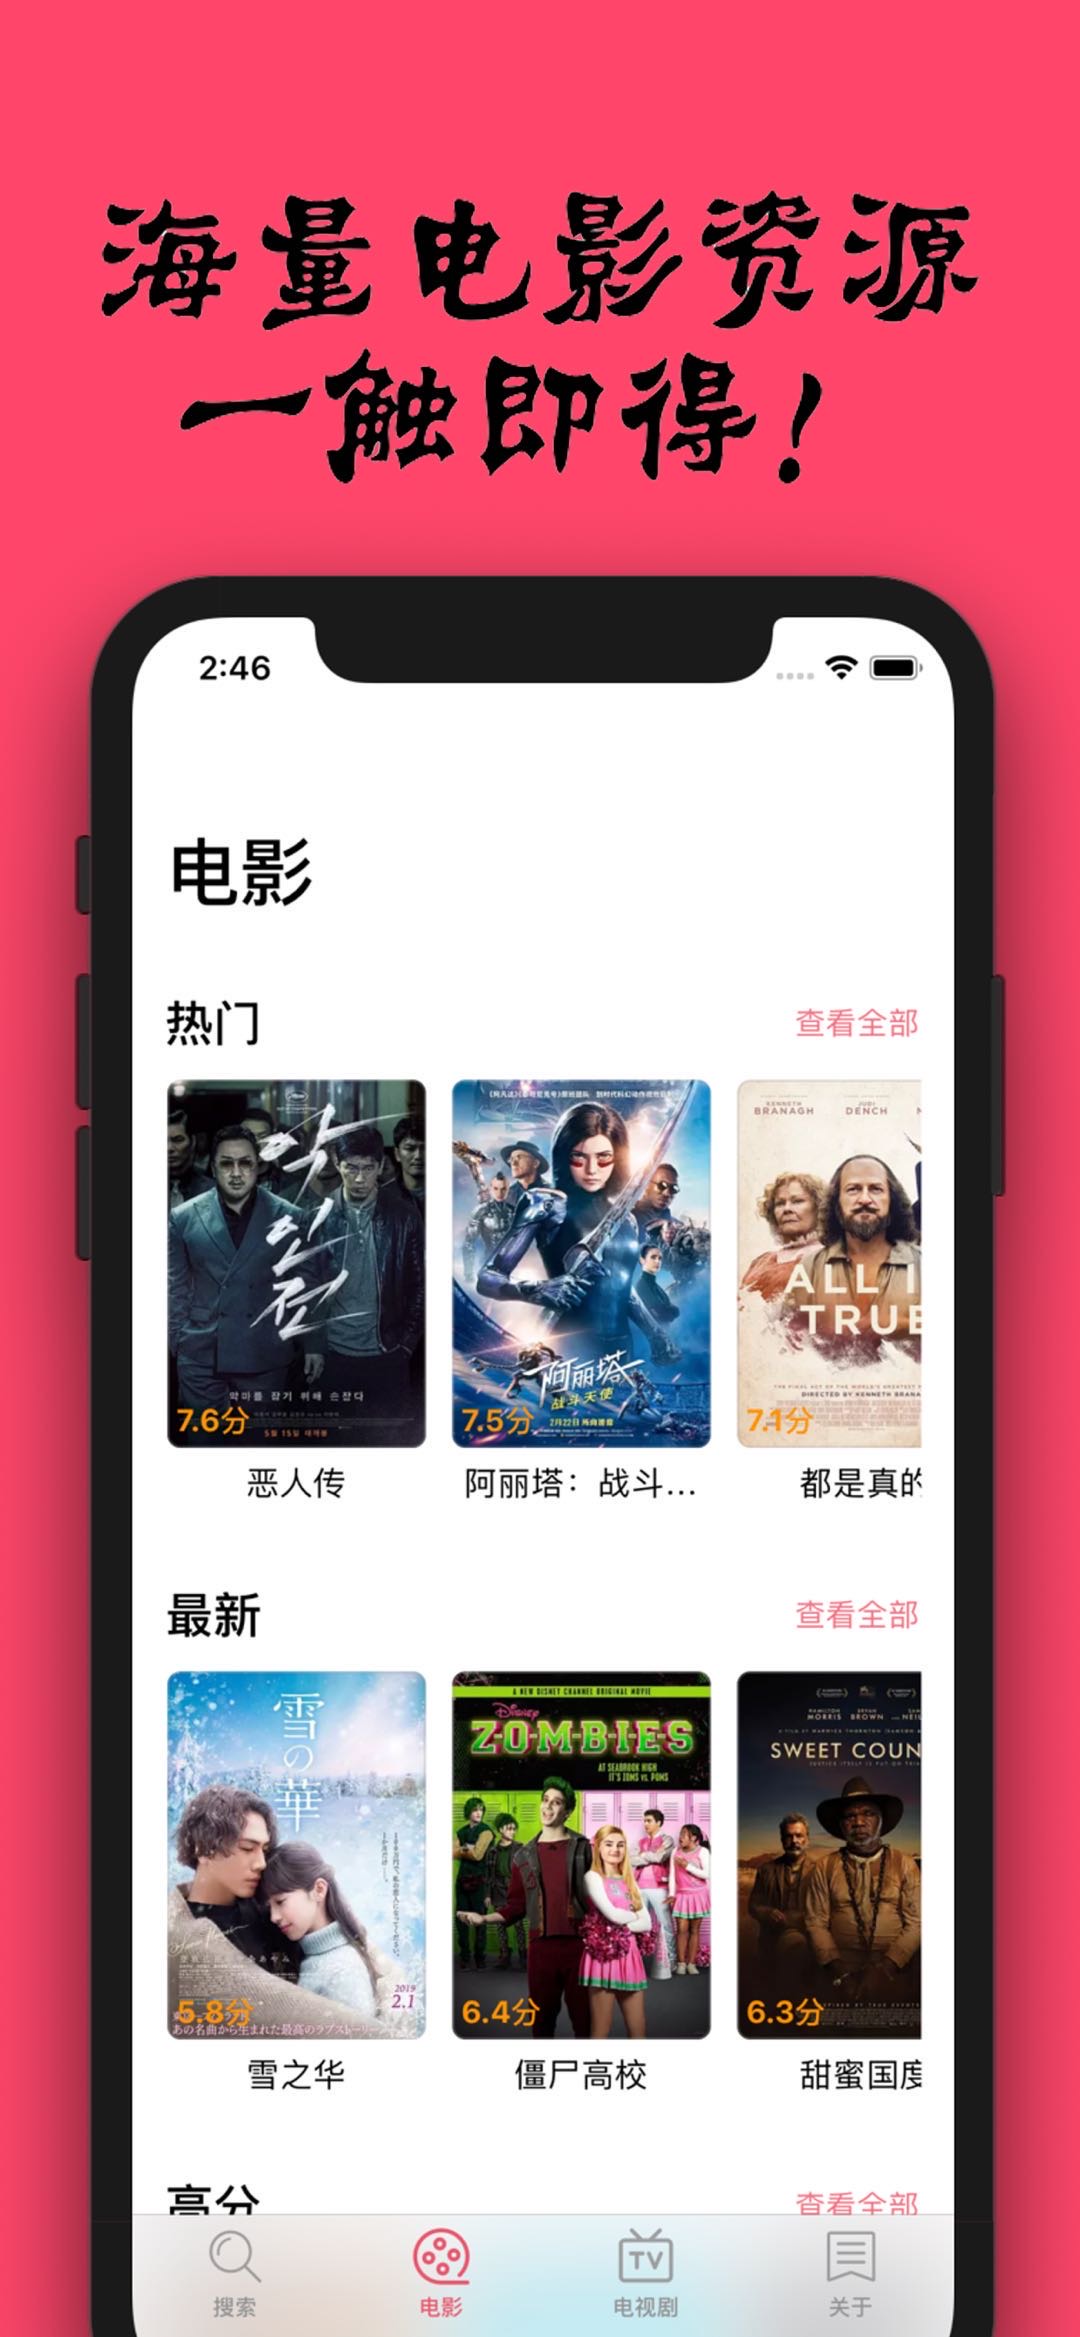 海量电影资源
一触即得!
2:46
电影
热门
查看全部
악인전
악마를 잡기 위해 손잡다
5월 15일 대개봉
7.6分
恶人传
阿丽塔
战斗天使
2月22日
7.5分
阿丽塔：战斗...
KENNETH BRANAGH
JUDI DENCH
ALL I
TRUE
DIRECTED BY KENNETH BRANA
7.1分
都是真的
最新
查看全部
雪の華
2019
2.1
あの名曲から生まれた最高のラブストーリー
5.8分
雪之华
A NEW DISNEY CHANNEL ORIGINAL MOVIE
Disney
Z-O-M-B-I-E-S
AT SEABROOK HIGH
IT'S ZOMS VS. POMS
6.4分
僵尸高校
HAMILTON MORRIS
BRYAN BROWN
SWEET COUN
6.3分
甜蜜国度
高分
查看全部
搜索
电影
TV
电视剧
关于